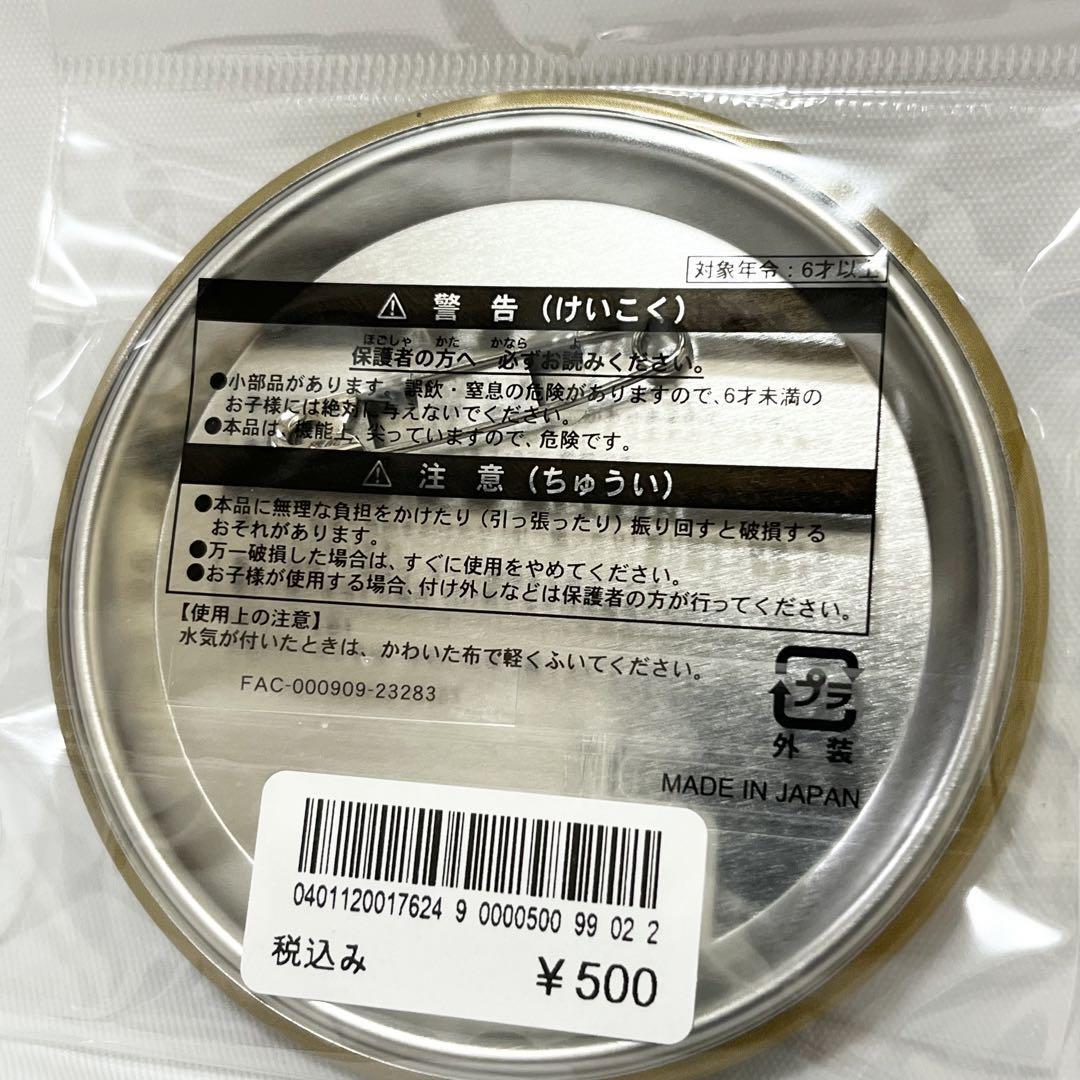 対象年令：6才以上
⚠ 警 告 (けいこく)
ほごしゃ かた かなら よ
保護者の方へ 必ずお読みください。
●小部品があります。誤飲・窒息の危険がありますので、6才未満の
お子様には絶対に与えないでください。
●本品は、機能上、尖っていますので、危険です。
⚠ 注 意 (ちゅうい)
●本品に無理な負担をかけたり(引っ張ったり)振り回すと破損する
おそれがあります。
●万一破損した場合は、すぐに使用をやめてください。
●お子様が使用する場合、付け外しなどは保護者の方が行ってください。
【使用上の注意】
水気が付いたときは、かわいた布で軽くふいてください。
FAC-000909-23283
プラ
外 装
MADE IN JAPAN
0401120017624 9 0000500 99 02 2
税込み
¥500